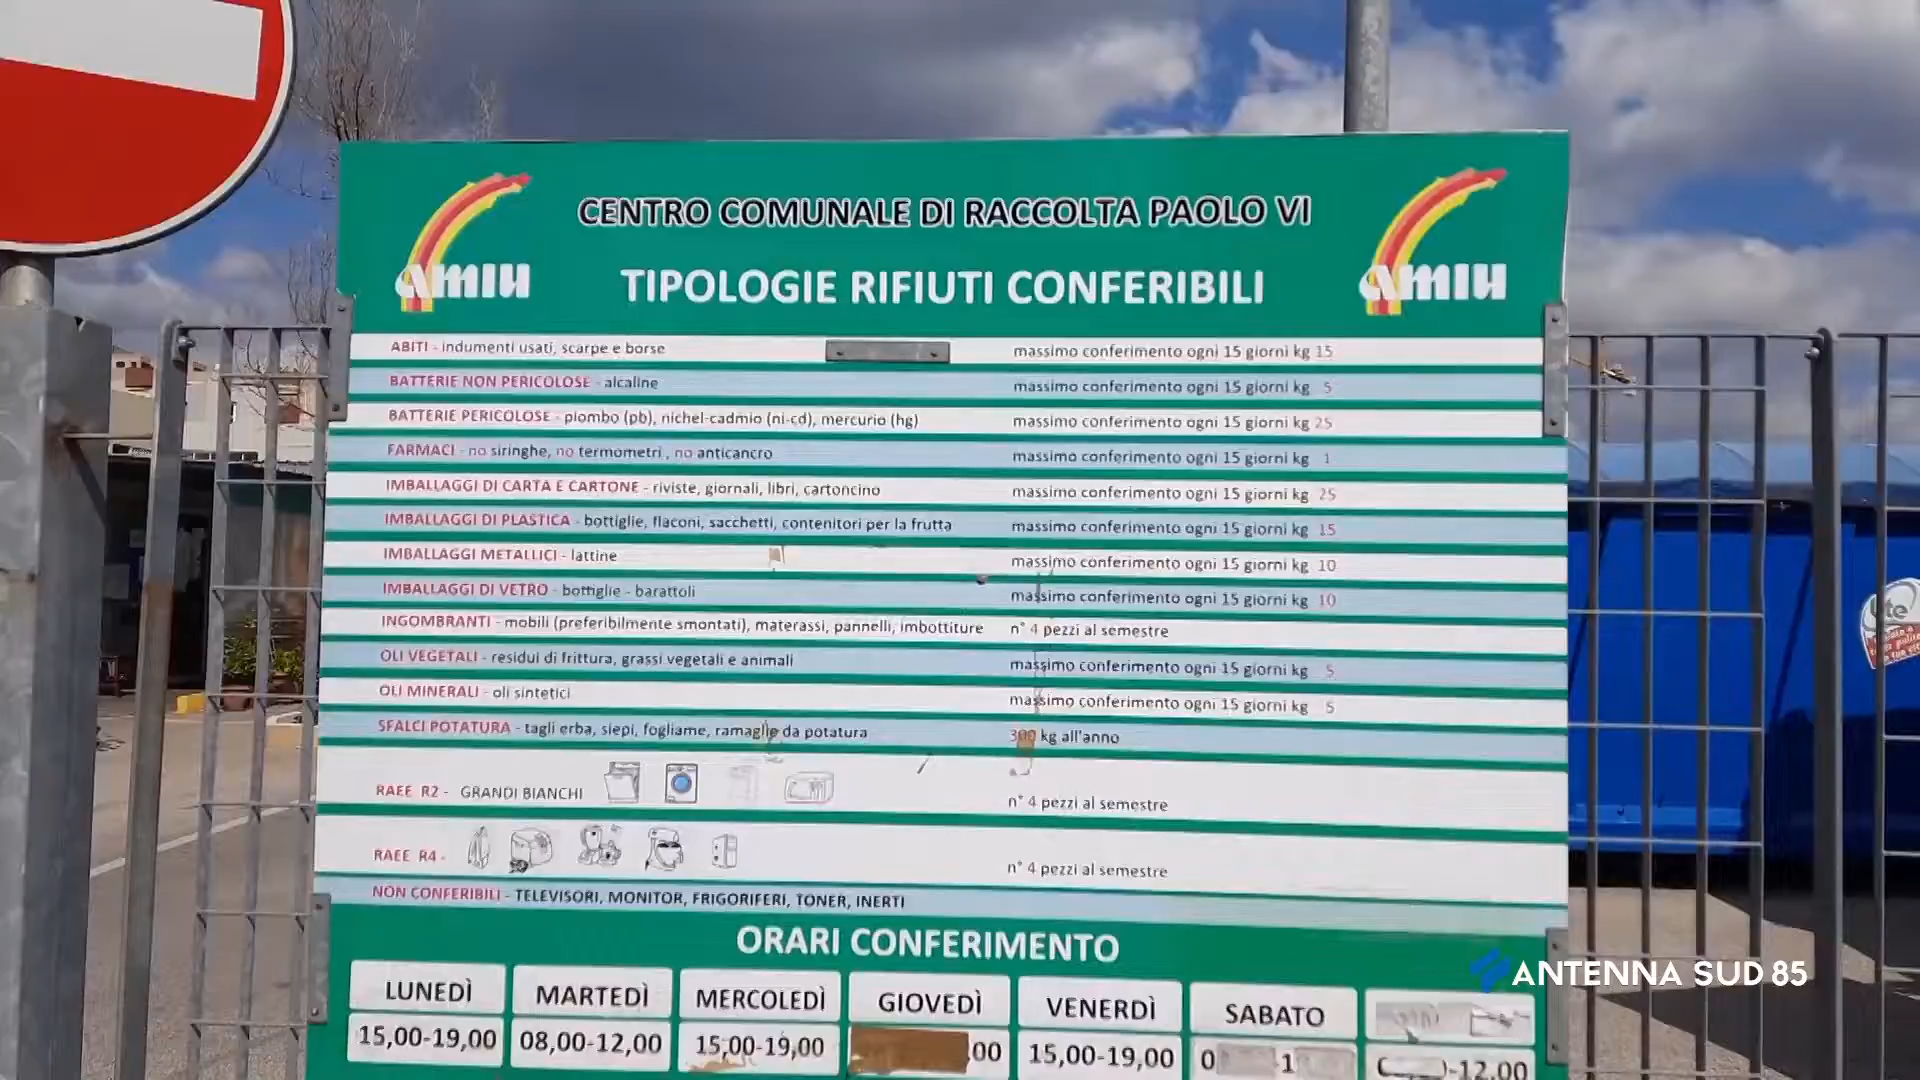 CENTRO COMUNALE DI RACCOLTA PAOLO VI
amiu
TIPOLOGIE RIFIUTI CONFERIBILI
amiu
ABITI - indumenti usati, scarpe e borse massimo conferimento ogni 15 giorni kg 15
BATTERIE NON PERICOLOSE - alcaline massimo conferimento ogni 15 giorni kg 5
BATTERIE PERICOLOSE - piombo (pb), nichel-cadmio (ni-cd), mercurio (hg) massimo conferimento ogni 15 giorni kg 25
FARMACI - no siringhe, no termometri, no anticancro massimo conferimento ogni 15 giorni kg 1
IMBALLAGGI DI CARTA E CARTONE - riviste, giornali, libri, cartoncino massimo conferimento ogni 15 giorni kg 25
IMBALLAGGI DI PLASTICA - bottiglie, flaconi, sacchetti, contenitori per la frutta massimo conferimento ogni 15 giorni kg 15
IMBALLAGGI METALLICI - lattine massimo conferimento ogni 15 giorni kg 10
IMBALLAGGI DI VETRO - bottiglie - barattoli massimo conferimento ogni 15 giorni kg 10
INGOMBRANTI - mobili (preferibilmente smontati), materassi, pannelli, imbottiture n° 4 pezzi al semestre
OLI VEGETALI - residui di frittura, grassi vegetali e animali massimo conferimento ogni 15 giorni kg 5
OLI MINERALI - oli sintetici massimo conferimento ogni 15 giorni kg 5
SFALCI POTATURA - tagli erba, siepi, fogliame, ramaglie da potatura 300 kg all'anno
RAEE R2 - GRANDI BIANCHI n° 4 pezzi al semestre
RAEE R4 - n° 4 pezzi al semestre
NON CONFERIBILI - TELEVISORI, MONITOR, FRIGORIFERI, TONER, INERTI
ORARI CONFERIMENTO
LUNEDÌ MARTEDÌ MERCOLEDÌ GIOVEDÌ VENERDÌ SABATO
15,00-19,00 08,00-12,00 15,00-19,00 ,00 15,00-19,00 0 1 -12,00
ANTENNA SUD 85